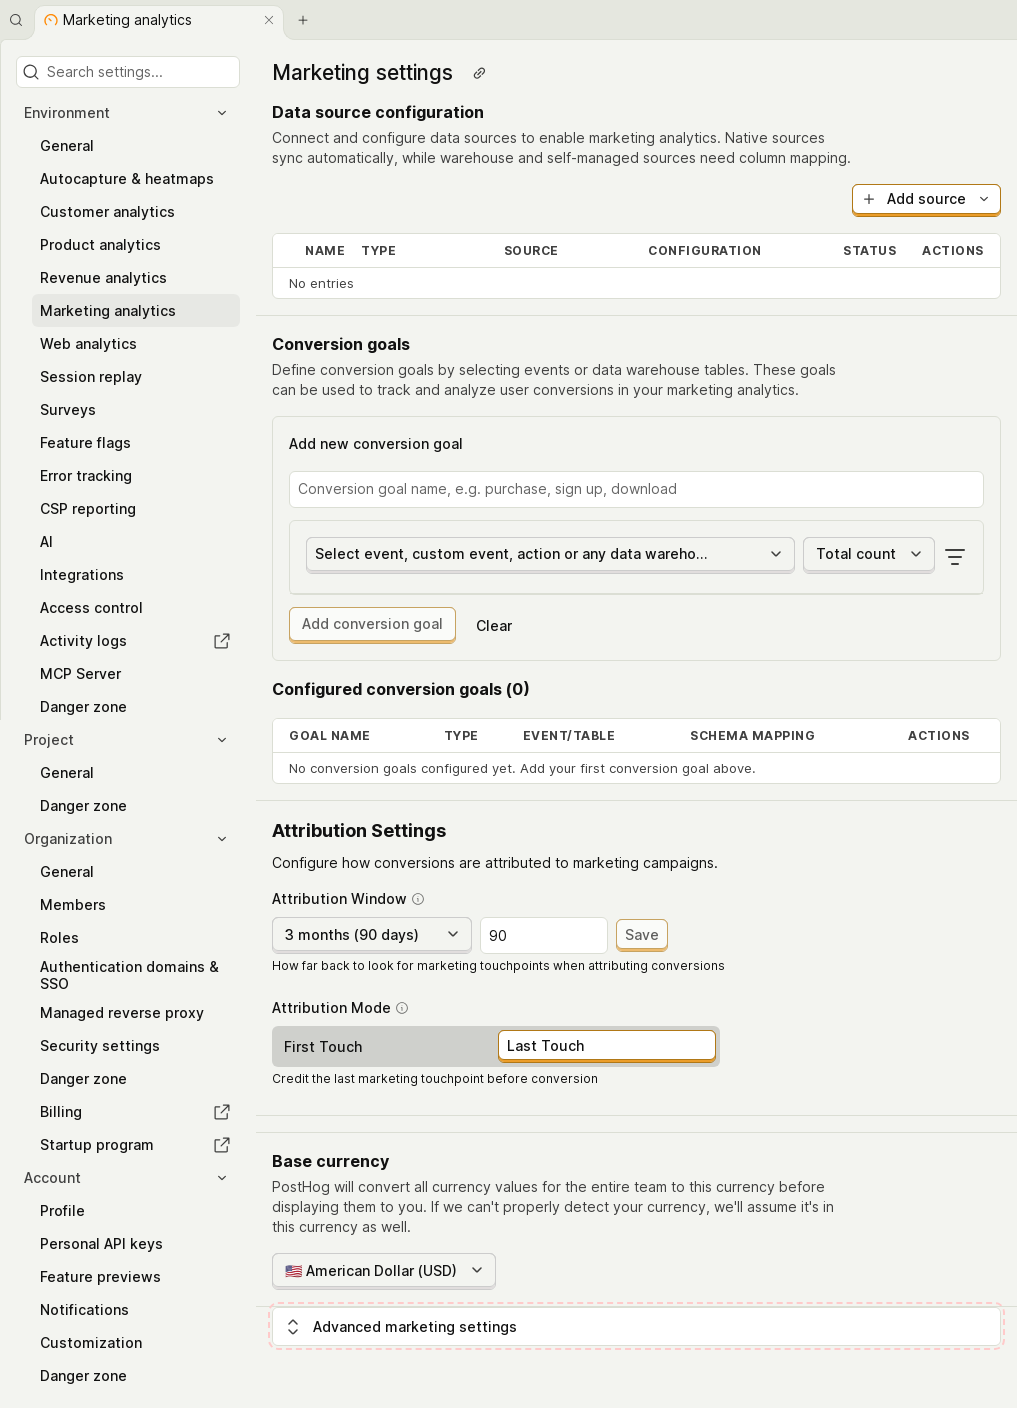 Marketing analytics
Search settings...
Environment
General
Autocapture & heatmaps
Customer analytics
Product analytics
Revenue analytics
Marketing analytics
Web analytics
Session replay
Surveys
Feature flags
Error tracking
CSP reporting
AI
Integrations
Access control
Activity logs
MCP Server
Danger zone
Project
General
Danger zone
Organization
General
Members
Roles
Authentication domains &
SSO
Managed reverse proxy
Security settings
Danger zone
Billing
Startup program
Account
Profile
Personal API keys
Feature previews
Notifications
Customization
Danger zone
Marketing settings
Data source configuration
Connect and configure data sources to enable marketing analytics. Native sources
sync automatically, while warehouse and self-managed sources need column mapping.
Add source
NAME TYPE SOURCE CONFIGURATION STATUS ACTIONS
No entries
Conversion goals
Define conversion goals by selecting events or data warehouse tables. These goals
can be used to track and analyze user conversions in your marketing analytics.
Add new conversion goal
Conversion goal name, e.g. purchase, sign up, download
Select event, custom event, action or any data wareho... Total count
Add conversion goal Clear
Configured conversion goals (0)
GOAL NAME TYPE EVENT/TABLE SCHEMA MAPPING ACTIONS
No conversion goals configured yet. Add your first conversion goal above.
Attribution Settings
Configure how conversions are attributed to marketing campaigns.
Attribution Window
3 months (90 days) 90 Save
How far back to look for marketing touchpoints when attributing conversions
Attribution Mode
First Touch Last Touch
Credit the last marketing touchpoint before conversion
Base currency
PostHog will convert all currency values for the entire team to this currency before
displaying them to you. If we can't properly detect your currency, we'll assume it's in
this currency as well.
🇺🇸 American Dollar (USD)
Advanced marketing settings